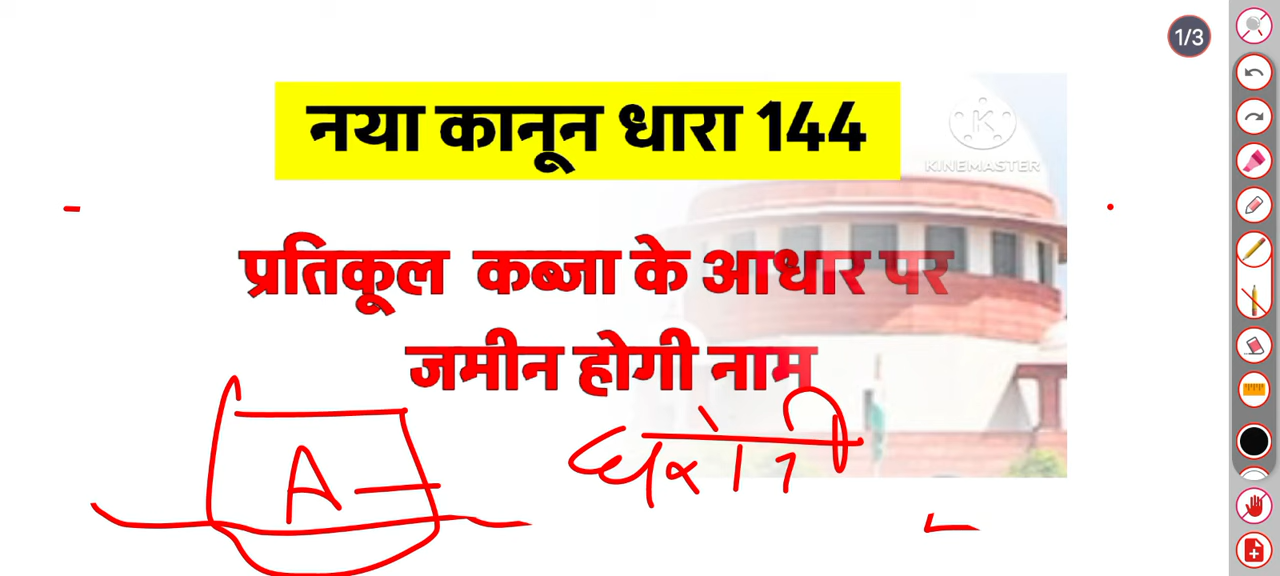 1/3
नया कानून धारा 144
KINEMASTER
प्रतिकूल कब्जा के आधार पर
जमीन होगी नाम
A